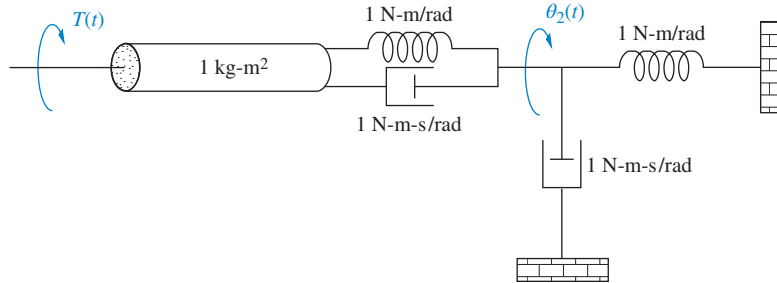 T(t)
1 N-m/rad
θ₂(t)
1 N-m/rad
1 kg-m²
1 N-m-s/rad
1 N-m-s/rad